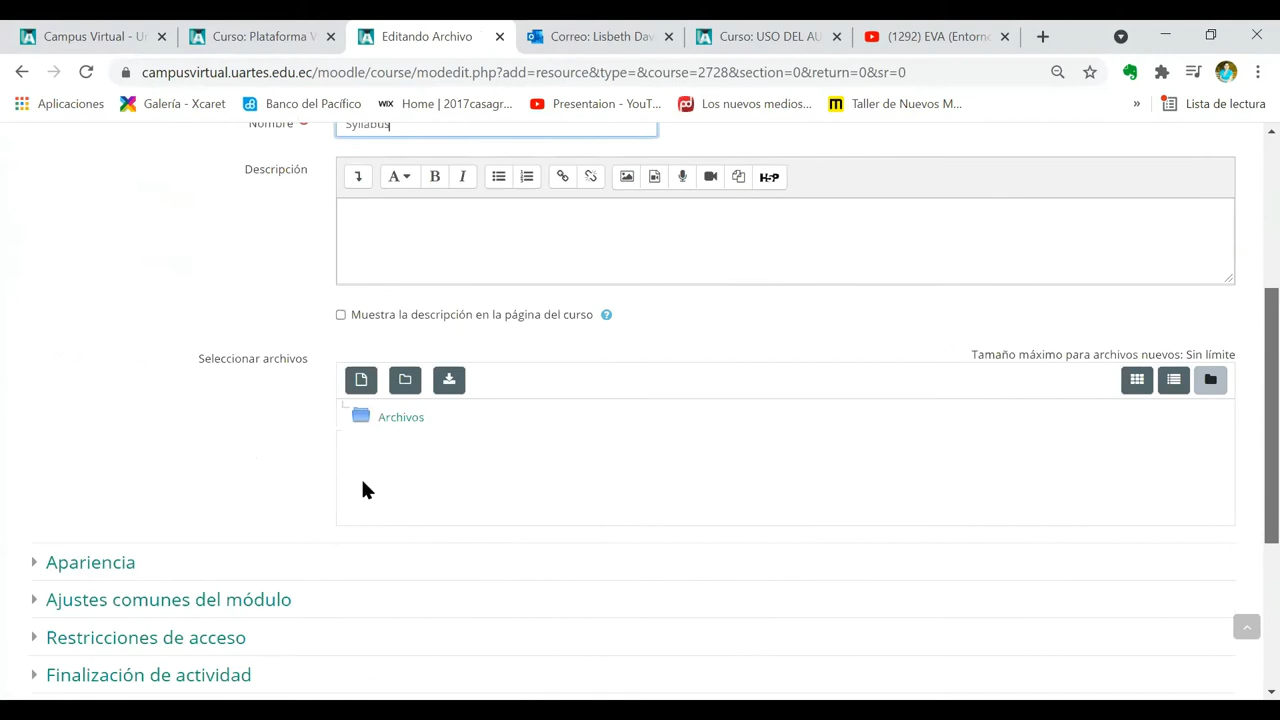 Campus Virtual - Ur
Curso: Plataforma V
Editando Archivo
Correo: Lisbeth Dav
Curso: USO DEL AU
(1292) EVA (Entorno
campusvirtual.uartes.edu.ec/moodle/course/modedit.php?add=resource&type=&course=2728&section=0&return=0&sr=0
Aplicaciones
Galería - Xcaret
Banco del Pacífico
WIX Home | 2017casagr...
Presentaion - YouT...
Los nuevos medios...
Taller de Nuevos M...
»
Lista de lectura
Nombre
Syllabus
Descripción
A B I
H5P
Muestra la descripción en la página del curso
Seleccionar archivos
Tamaño máximo para archivos nuevos: Sin límite
Archivos
Apariencia
Ajustes comunes del módulo
Restricciones de acceso
Finalización de actividad